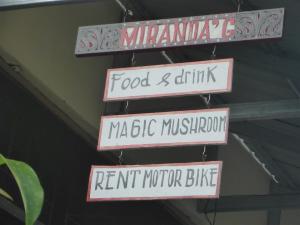 MIRANDA'G
Food & drink
MAGIC MUSHROOM
RENT MOTOR BIKE